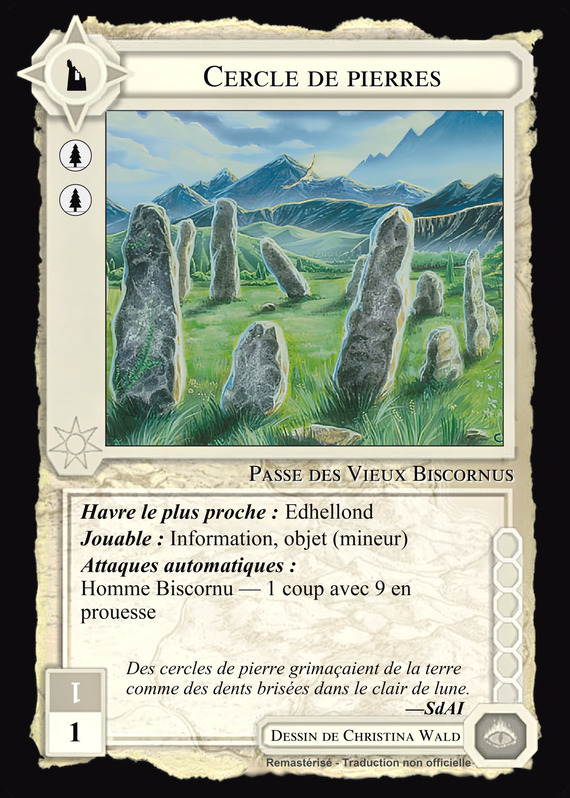 Cercle de pierres
Passe des Vieux Biscornus
Havre le plus proche : Edhellond
Jouable : Information, objet (mineur)
Attaques automatiques :
Homme Biscornu — 1 coup avec 9 en
prouesse
Des cercles de pierre grimaçaient de la terre
comme des dents brisées dans le clair de lune.
—SdAI
1
1
Dessin de Christina Wald
Remastérisé - Traduction non officielle